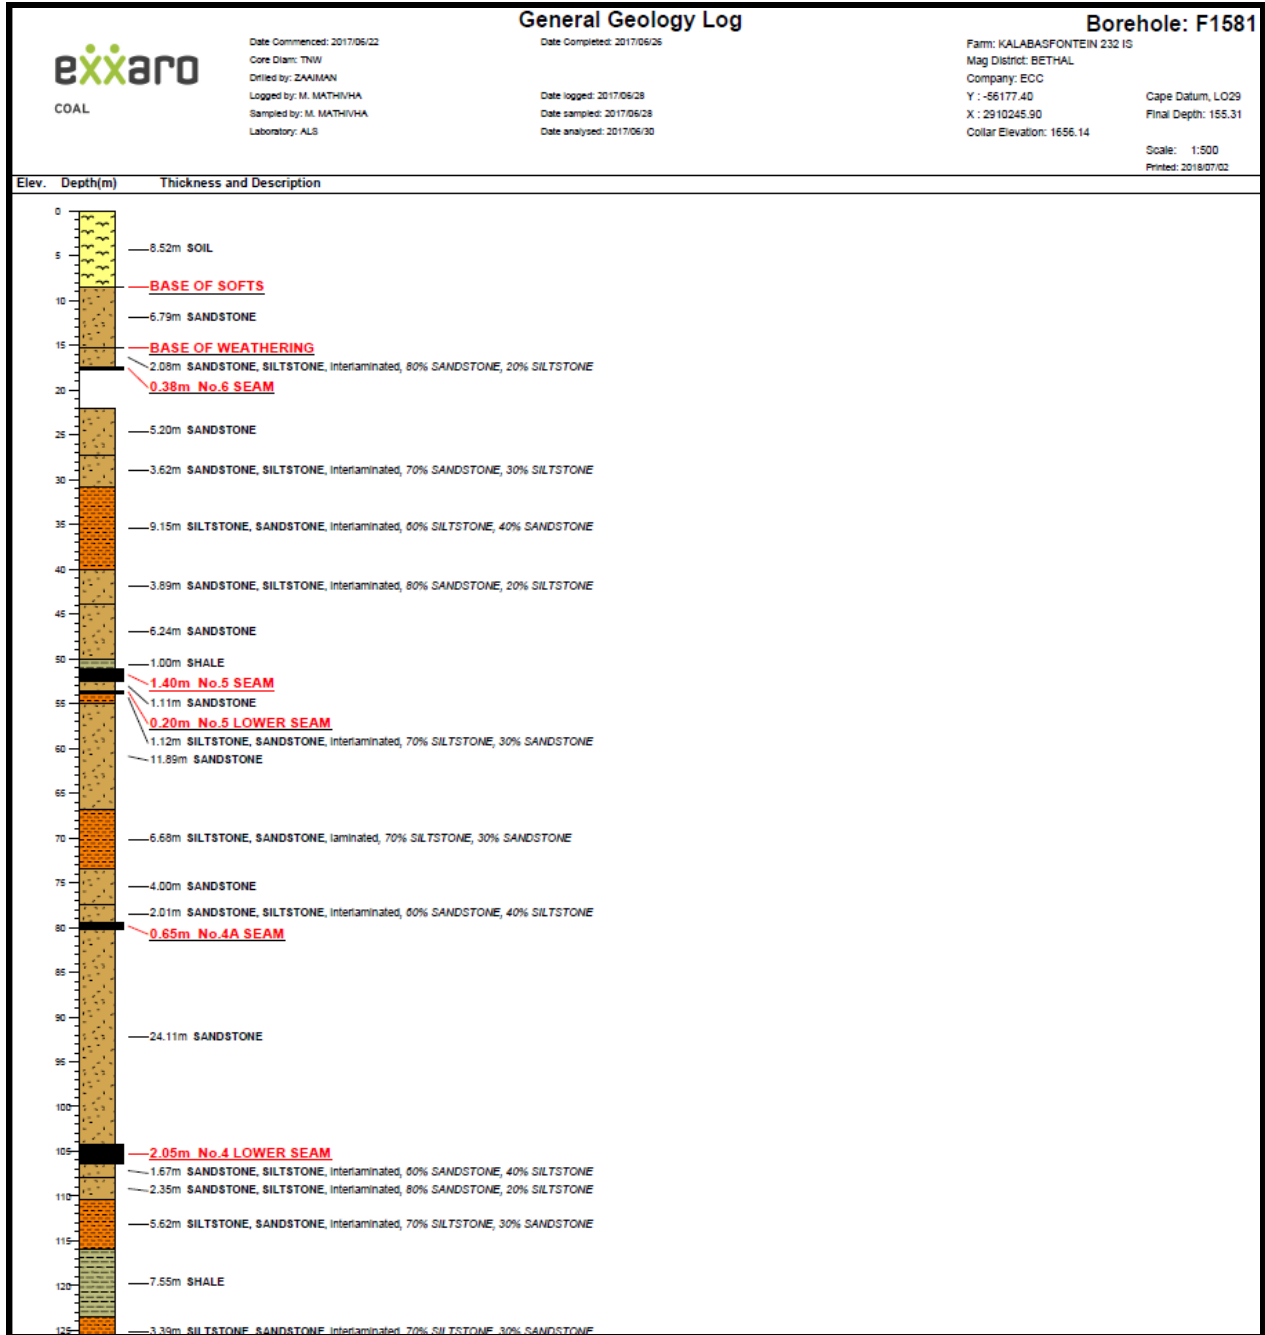 General Geology Log
Borehole: F1581
exxaro
COAL
Date Commenced: 2017/06/22
Date Completed: 2017/06/26
Core Diam: TNW
Drilled by: ZAAIMAN
Logged by: M. MATHIVHA
Date logged: 2017/06/28
Sampled by: M. MATHIVHA
Date sampled: 2017/06/28
Laboratory: ALS
Date analysed: 2017/06/30
Farm: KALABASFONTEIN 232 IS
Mag District: BETHAL
Company: ECC
Y : -56177.40
Cape Datum, LO29
X : 2910245.90
Final Depth: 155.31
Collar Elevation: 1656.14
Scale: 1:500
Printed: 2018/07/02
Elev. Depth(m) Thickness and Description
0
8.52m SOIL
5
BASE OF SOFTS
10
6.79m SANDSTONE
15
BASE OF WEATHERING
2.08m SANDSTONE, SILTSTONE, Interlaminated, 80% SANDSTONE, 20% SILTSTONE
0.38m No.6 SEAM
20
5.20m SANDSTONE
25
3.62m SANDSTONE, SILTSTONE, Interlaminated, 70% SANDSTONE, 30% SILTSTONE
30
35
9.15m SILTSTONE, SANDSTONE, Interlaminated, 60% SILTSTONE, 40% SANDSTONE
40
3.89m SANDSTONE, SILTSTONE, Interlaminated, 80% SANDSTONE, 20% SILTSTONE
45
6.24m SANDSTONE
50
1.00m SHALE
1.40m No.5 SEAM
1.11m SANDSTONE
55
0.20m No.5 LOWER SEAM
1.12m SILTSTONE, SANDSTONE, Interlaminated, 70% SILTSTONE, 30% SANDSTONE
60
11.89m SANDSTONE
65
70
6.68m SILTSTONE, SANDSTONE, laminated, 70% SILTSTONE, 30% SANDSTONE
75
4.00m SANDSTONE
2.01m SANDSTONE, SILTSTONE, Interlaminated, 60% SANDSTONE, 40% SILTSTONE
80
0.65m No.4A SEAM
85
90
24.11m SANDSTONE
95
100
105
2.05m No.4 LOWER SEAM
1.67m SANDSTONE, SILTSTONE, Interlaminated, 60% SANDSTONE, 40% SILTSTONE
2.35m SANDSTONE, SILTSTONE, Interlaminated, 80% SANDSTONE, 20% SILTSTONE
110
5.62m SILTSTONE, SANDSTONE, Interlaminated, 70% SILTSTONE, 30% SANDSTONE
115
7.55m SHALE
120
125
3.39m SILTSTONE, SANDSTONE, Interlaminated, 70% SILTSTONE, 30% SANDSTONE